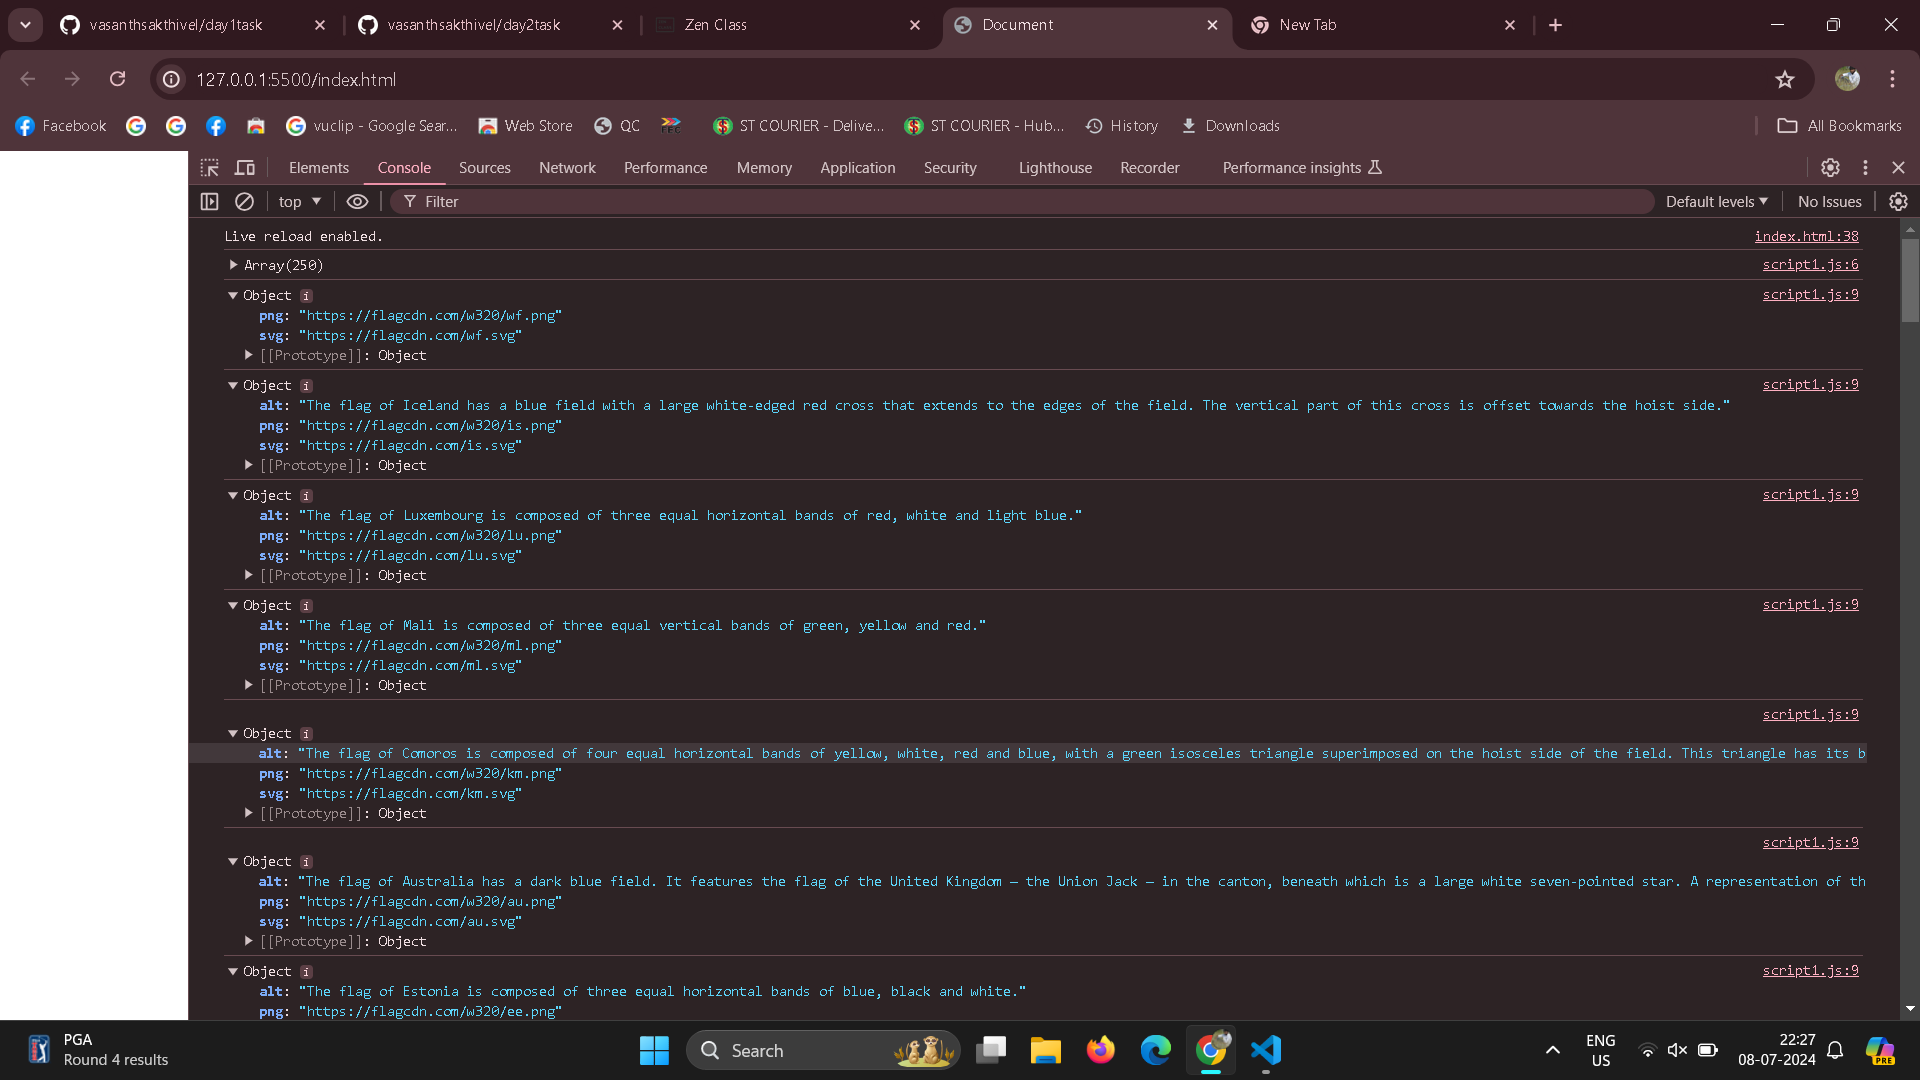 vasanthsakthivel/day1task
vasanthsakthivel/day2task
Zen Class
Document
New Tab
127.0.0.1:5500/index.html
Facebook
vuclip - Google Sear...
Web Store
QC
ST COURIER - Delive...
ST COURIER - Hub...
History
Downloads
All Bookmarks
Elements
Console
Sources
Network
Performance
Memory
Application
Security
Lighthouse
Recorder
Performance insights
top
Filter
Default levels
No Issues
Live reload enabled.
index.html:38
Array(250)
script1.js:6
Object i
script1.js:9
png: "https://flagcdn.com/w320/wf.png"
svg: "https://flagcdn.com/wf.svg"
[[Prototype]]: Object
Object i
script1.js:9
alt: "The flag of Iceland has a blue field with a large white-edged red cross that extends to the edges of the field. The vertical part of this cross is offset towards the hoist side."
png: "https://flagcdn.com/w320/is.png"
svg: "https://flagcdn.com/is.svg"
[[Prototype]]: Object
Object i
script1.js:9
alt: "The flag of Luxembourg is composed of three equal horizontal bands of red, white and light blue."
png: "https://flagcdn.com/w320/lu.png"
svg: "https://flagcdn.com/lu.svg"
[[Prototype]]: Object
Object i
script1.js:9
alt: "The flag of Mali is composed of three equal vertical bands of green, yellow and red."
png: "https://flagcdn.com/w320/ml.png"
svg: "https://flagcdn.com/ml.svg"
[[Prototype]]: Object
script1.js:9
Object i
alt: "The flag of Comoros is composed of four equal horizontal bands of yellow, white, red and blue, with a green isosceles triangle superimposed on the hoist side of the field. This triangle has its b
png: "https://flagcdn.com/w320/km.png"
svg: "https://flagcdn.com/km.svg"
[[Prototype]]: Object
script1.js:9
Object i
alt: "The flag of Australia has a dark blue field. It features the flag of the United Kingdom — the Union Jack — in the canton, beneath which is a large white seven-pointed star. A representation of th
png: "https://flagcdn.com/w320/au.png"
svg: "https://flagcdn.com/au.svg"
[[Prototype]]: Object
Object i
script1.js:9
alt: "The flag of Estonia is composed of three equal horizontal bands of blue, black and white."
png: "https://flagcdn.com/w320/ee.png"
PGA
Round 4 results
Search
ENG
US
22:27
08-07-2024
PRE